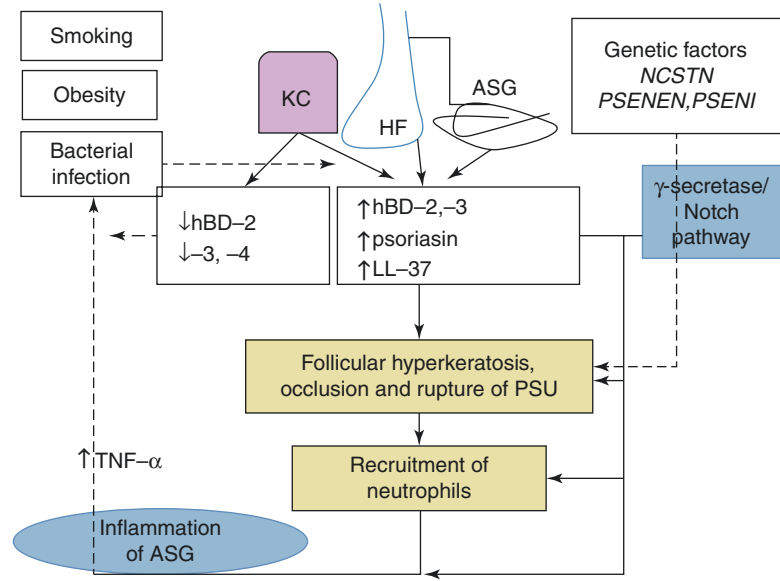 Smoking
Obesity
Bacterial
infection
KC
HF
ASG
Genetic factors
NCSTN
PSENEN,PSENI
↓hBD–2
↓–3, –4
↑hBD–2,–3
↑psoriasin
↑LL–37
γ-secretase/
Notch
pathway
Follicular hyperkeratosis,
occlusion and rupture of PSU
Recruitment of
neutrophils
↑TNF–α
Inflammation
of ASG